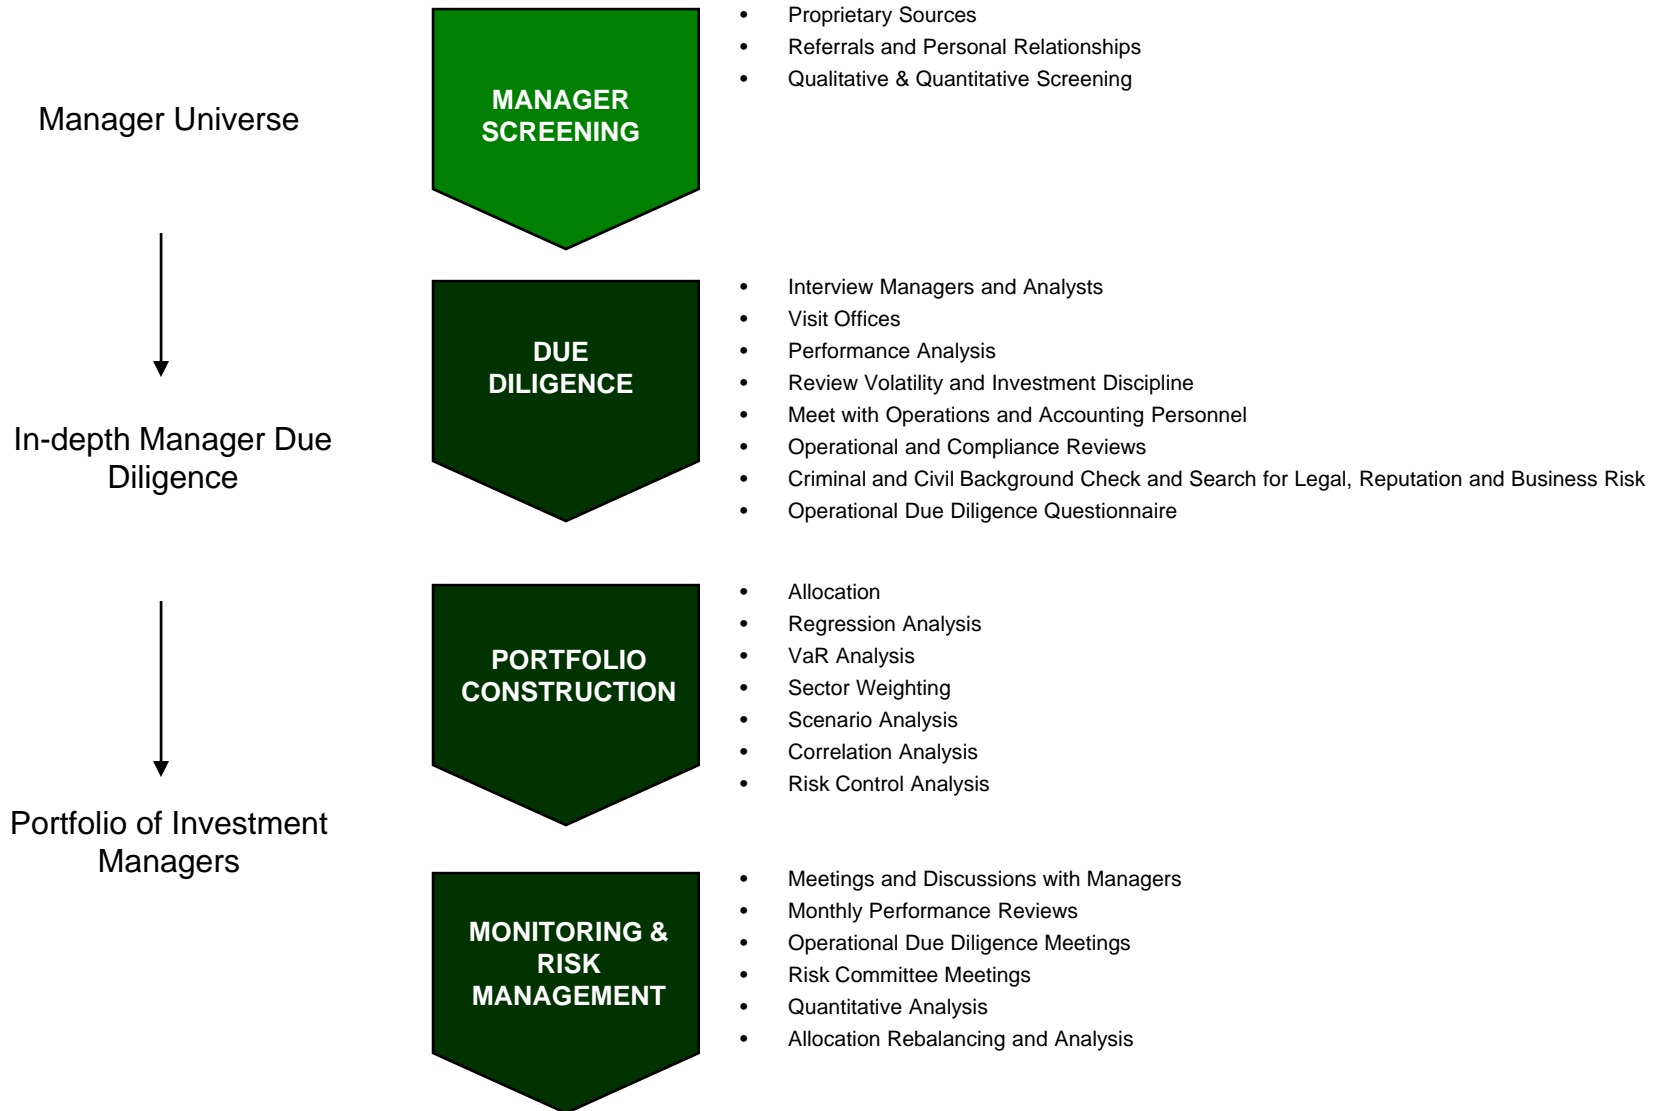 Manager Universe
MANAGER
SCREENING
• Proprietary Sources
• Referrals and Personal Relationships
• Qualitative & Quantitative Screening
In-depth Manager Due
Diligence
DUE
DILIGENCE
• Interview Managers and Analysts
• Visit Offices
• Performance Analysis
• Review Volatility and Investment Discipline
• Meet with Operations and Accounting Personnel
• Operational and Compliance Reviews
• Criminal and Civil Background Check and Search for Legal, Reputation and Business Risk
• Operational Due Diligence Questionnaire
PORTFOLIO
CONSTRUCTION
• Allocation
• Regression Analysis
• VaR Analysis
• Sector Weighting
• Scenario Analysis
• Correlation Analysis
• Risk Control Analysis
Portfolio of Investment
Managers
MONITORING &
RISK
MANAGEMENT
• Meetings and Discussions with Managers
• Monthly Performance Reviews
• Operational Due Diligence Meetings
• Risk Committee Meetings
• Quantitative Analysis
• Allocation Rebalancing and Analysis